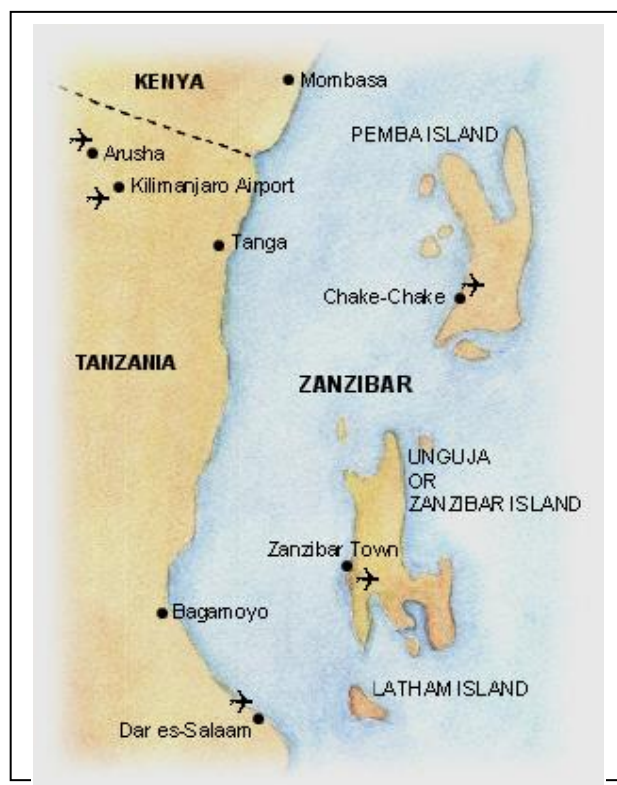 KENYA
Mombasa
PEMBA ISLAND
Arusha
Kilimanjaro Airport
Tanga
Chake-Chake
TANZANIA
ZANZIBAR
UNGUJA
OR
ZANZIBAR ISLAND
Zanzibar Town
Bagamoyo
LATHAM ISLAND
Dar es-Salaam